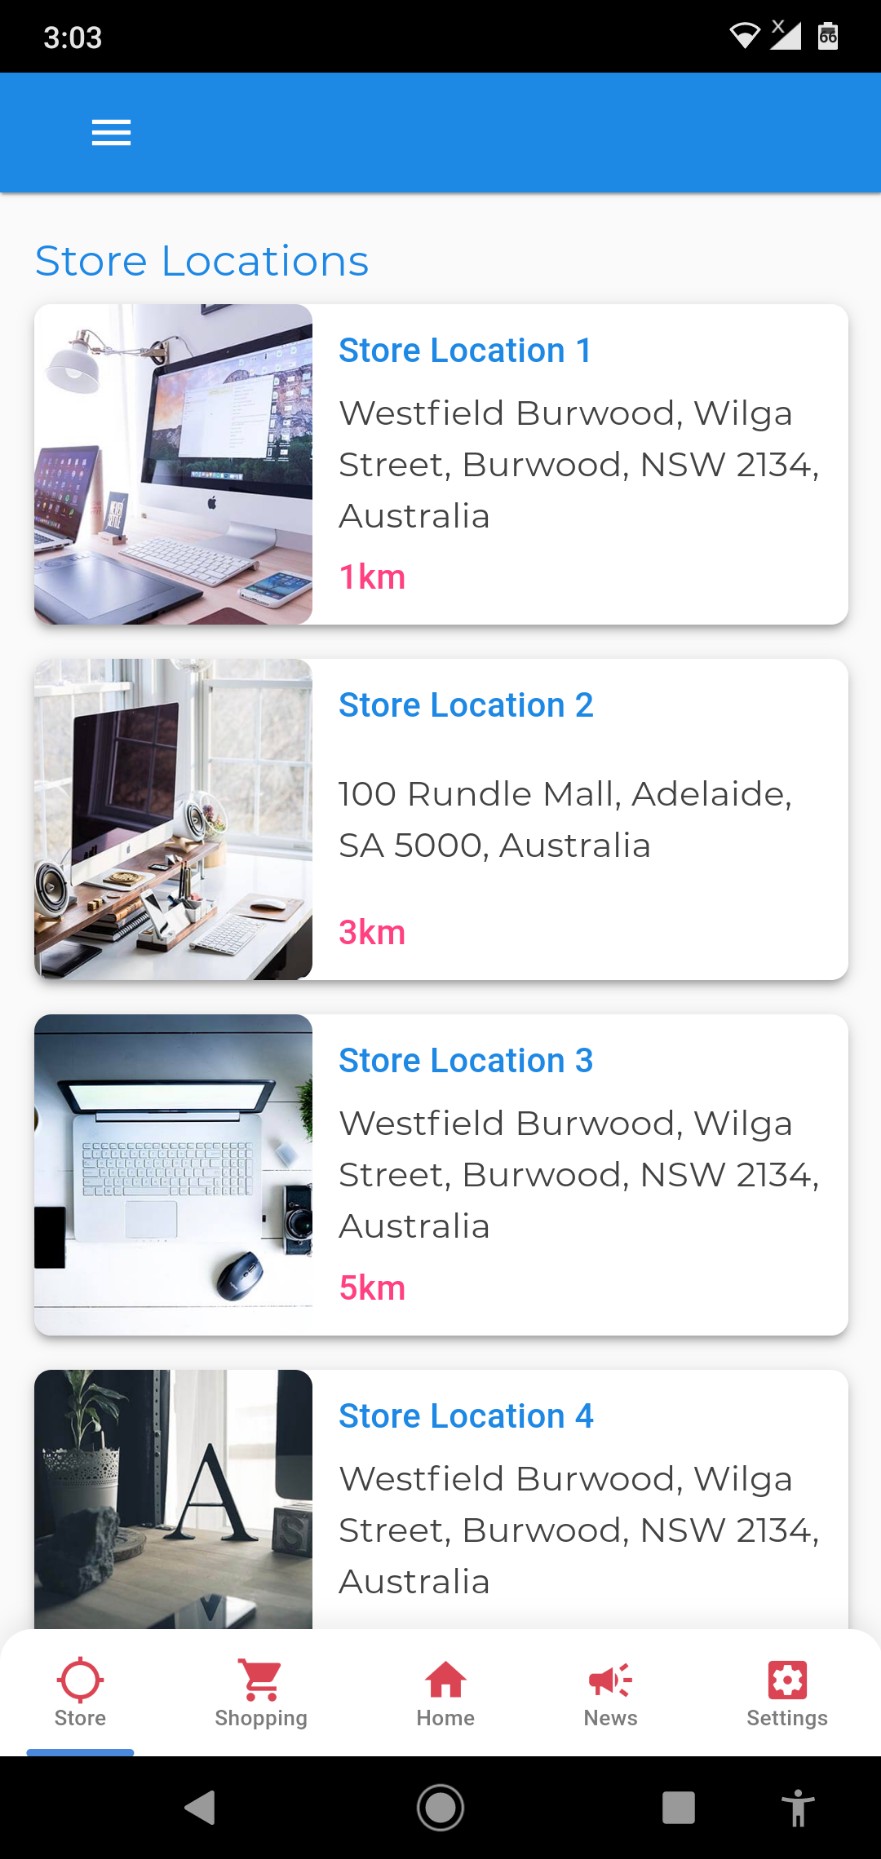 3:03
X
66
Store Locations
Store Location 1
Westfield Burwood, Wilga
Street, Burwood, NSW 2134,
Australia
1km
Store Location 2
100 Rundle Mall, Adelaide,
SA 5000, Australia
3km
Store Location 3
Westfield Burwood, Wilga
Street, Burwood, NSW 2134,
Australia
5km
A
S
Store Location 4
Westfield Burwood, Wilga
Street, Burwood, NSW 2134,
Australia
Store
Shopping
Home
News
Settings